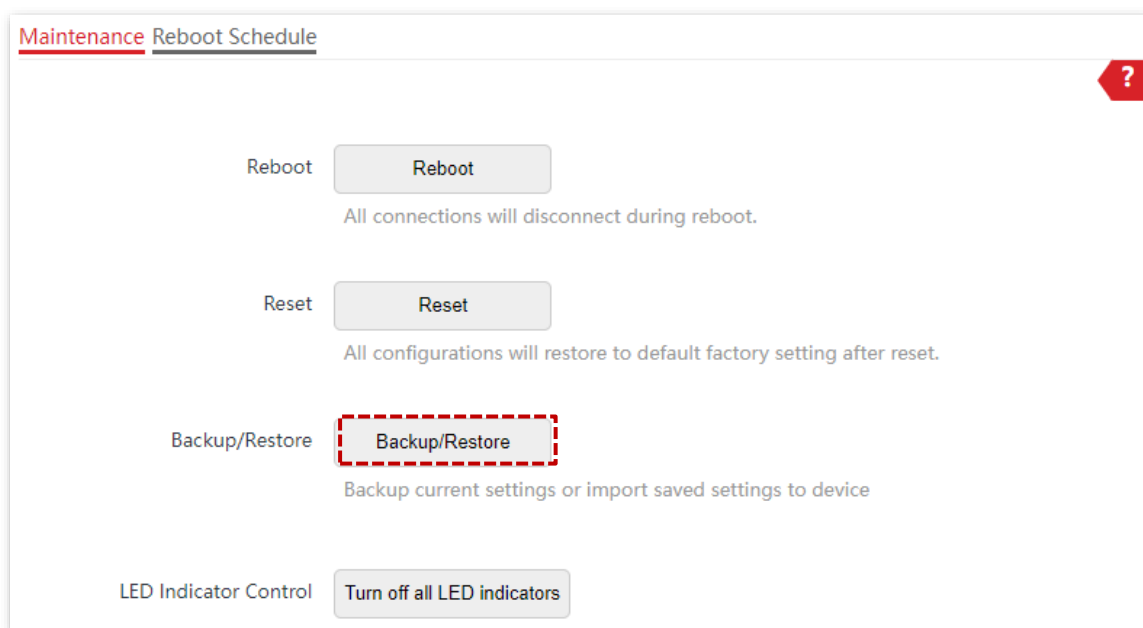 Maintenance Reboot Schedule
?
Reboot Reboot
All connections will disconnect during reboot.
Reset Reset
All configurations will restore to default factory setting after reset.
Backup/Restore Backup/Restore
Backup current settings or import saved settings to device
LED Indicator Control Turn off all LED indicators